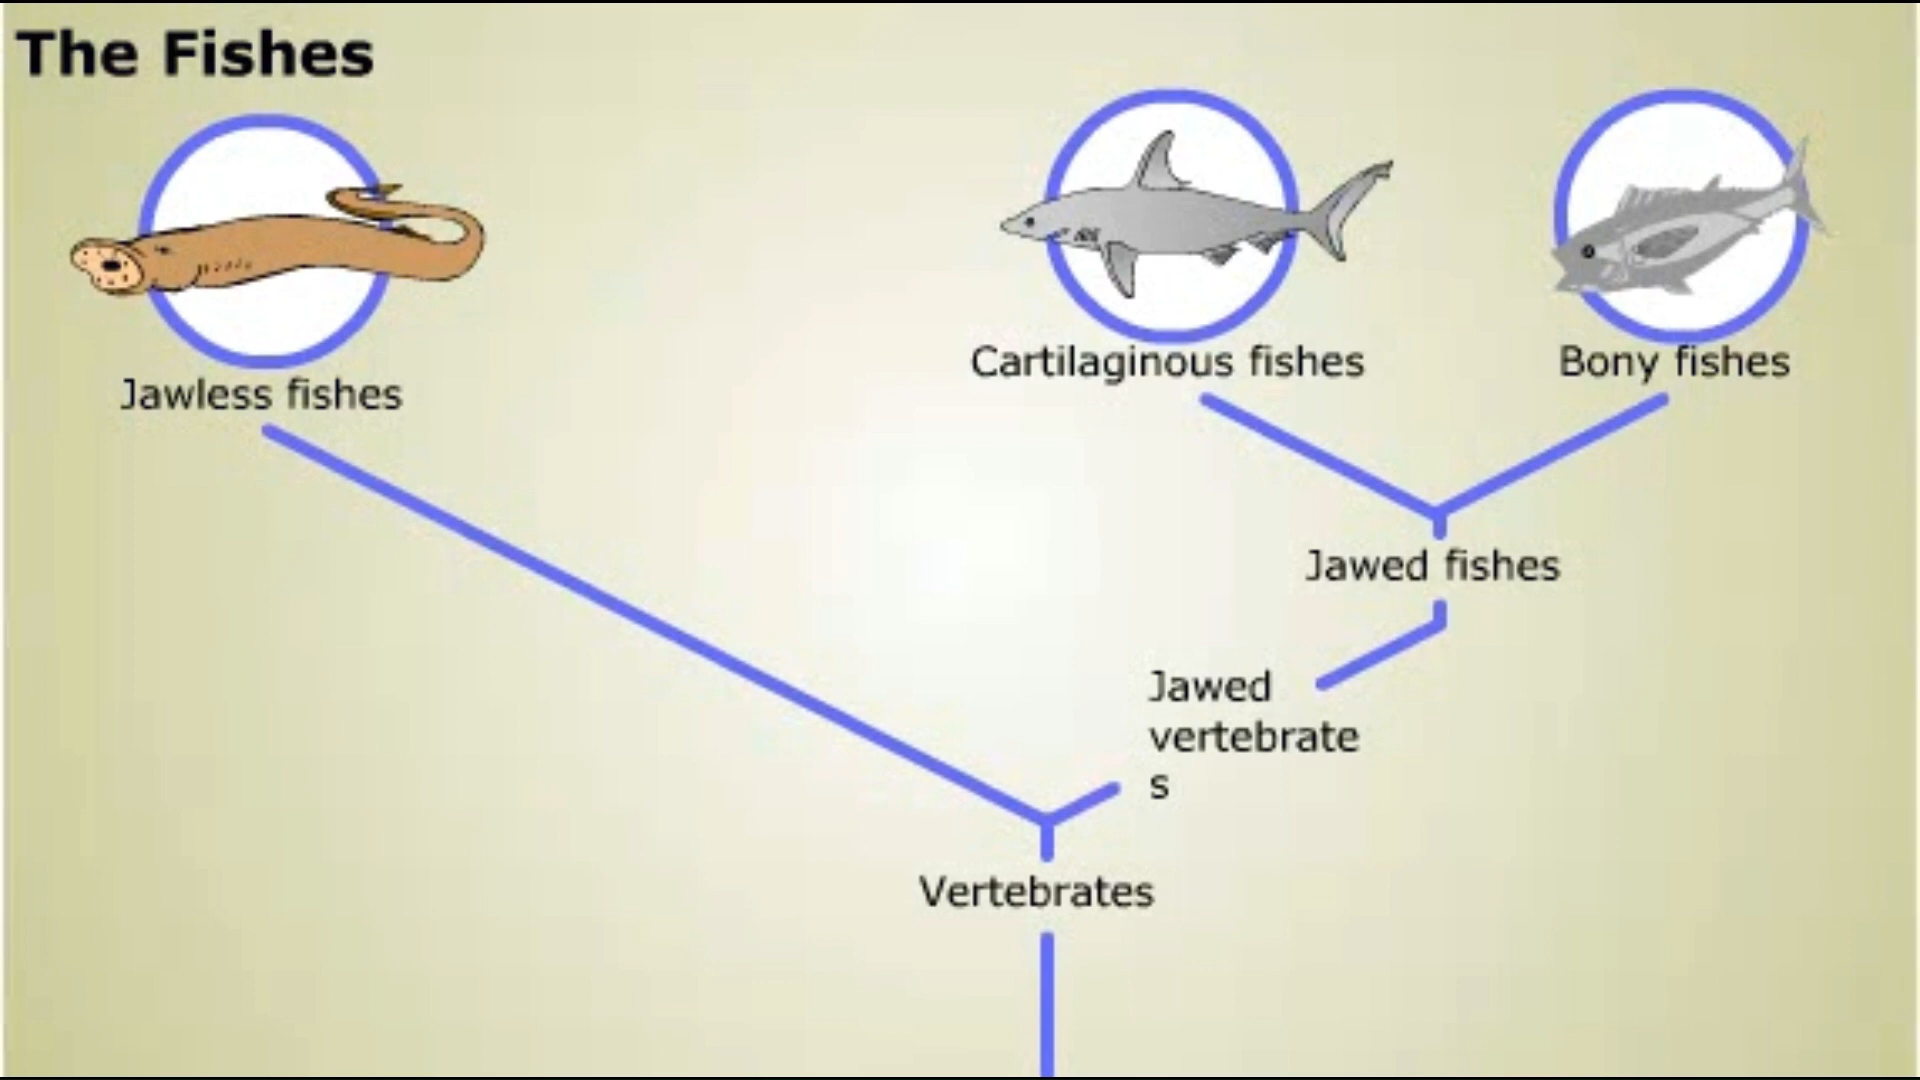 The Fishes
Jawless fishes
Cartilaginous fishes
Bony fishes
Jawed fishes
Jawed
vertebrate
s
Vertebrates